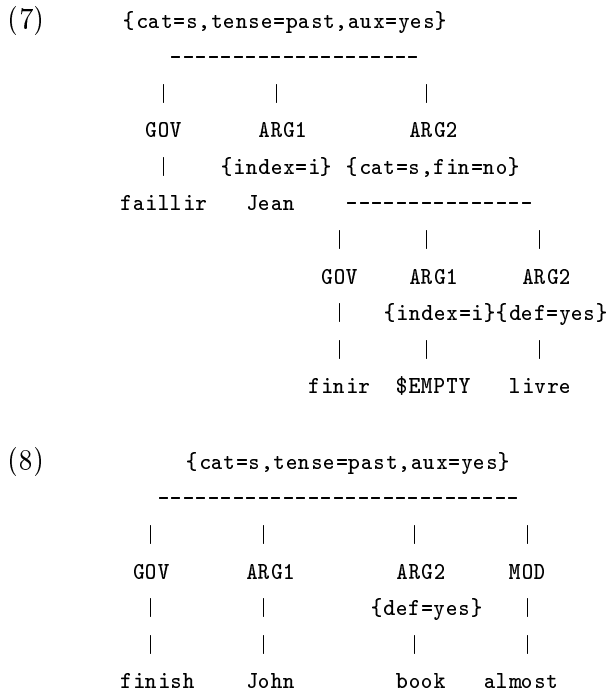 (7) {cat=s,tense=past,aux=yes}
--------------------
| | |
GOV ARG1 ARG2
| {index=i} {cat=s,fin=no}
faillir Jean ---------------
| | |
GOV ARG1 ARG2
| {index=i}{def=yes}
| | |
finir $EMPTY livre
(8) {cat=s,tense=past,aux=yes}
-----------------------------
| | | |
GOV ARG1 ARG2 MOD
| | {def=yes} |
| | | |
finish John book almost